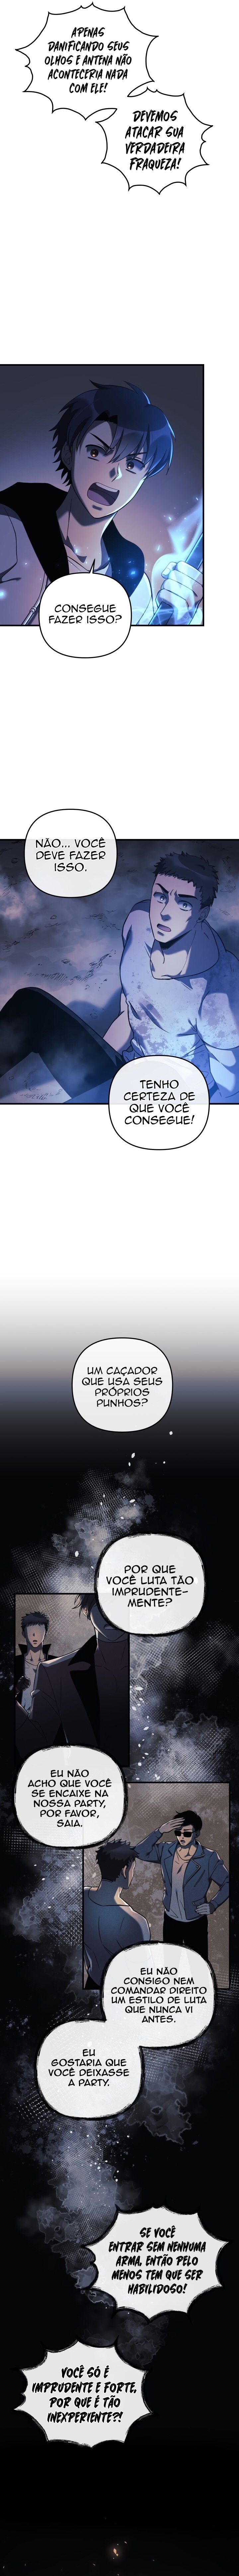 APENAS
DANIFICANDO SEUS
OLHOS E ANTENA NÃO
ACONTECERIA NADA
COM ELE!
DEVEMOS
ATACAR SUA
VERDADEIRA
FRAQUEZA!
CONSEGUE
FAZER ISSO?
NÃO... VOCÊ
DEVE FAZER
ISSO.
TENHO
CERTEZA DE
QUE VOCÊ
CONSEGUE!
UM CAÇADOR
QUE USA SEUS
PRÓPRIOS
PUNHOS?
POR QUE
VOCÊ LUTA TÃO
IMPRUDENTE-
MENTE?
EU NÃO
ACHO QUE VOCÊ
SE ENCAIXE NA
NOSSA PARTY,
POR FAVOR,
SAIA.
EU NÃO
CONSIGO NEM
COMANDAR DIREITO
UM ESTILO DE LUTA
QUE NUNCA VI
ANTES.
EU
GOSTARIA QUE
VOCÊ DEIXASSE
A PARTY.
SE VOCÊ
ENTRAR SEM NENHUMA
ARMA, ENTÃO PELO
MENOS TEM QUE SER
HABILIDOSO!
VOCÊ SÓ É
IMPRUDENTE E FORTE,
POR QUE É TÃO
INEXPERIENTE?!